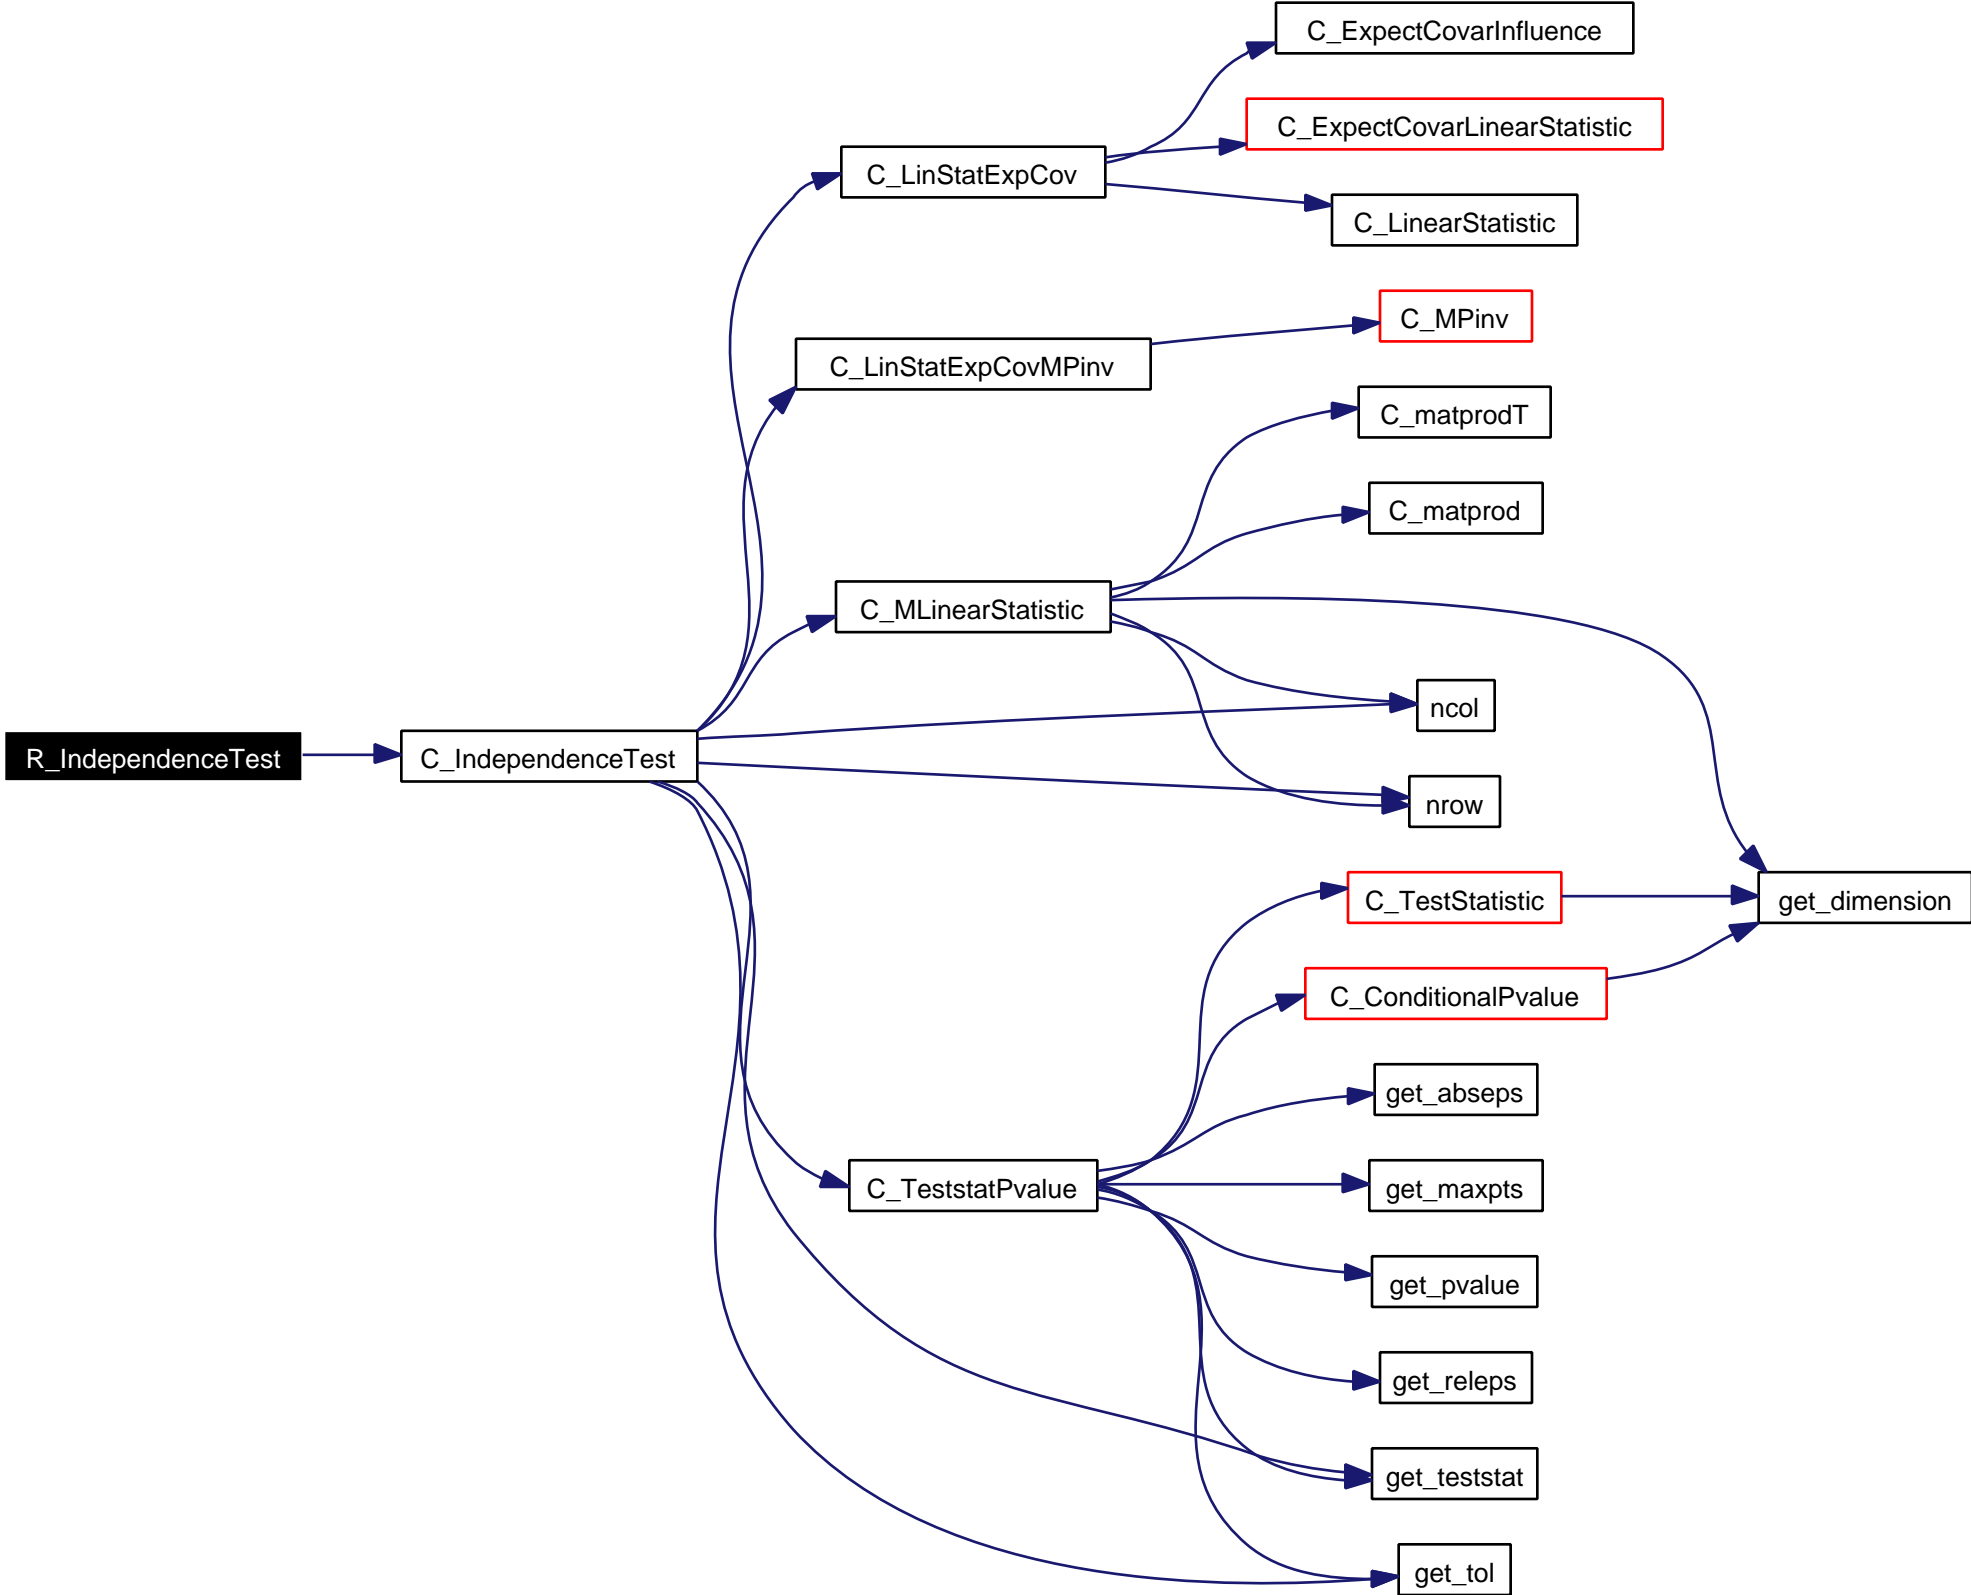 C_ExpectCovarInfluence
C_ExpectCovarLinearStatistic
C_LinStatExpCov
C_LinearStatistic
C_MPinv
C_LinStatExpCovMPinv
C_matprodT
C_matprod
C_MLinearStatistic
ncol
R_IndependenceTest
C_IndependenceTest
nrow
C_TestStatistic
get_dimension
C_ConditionalPvalue
get_abseps
C_TeststatPvalue
get_maxpts
get_pvalue
get_releps
get_teststat
get_tol